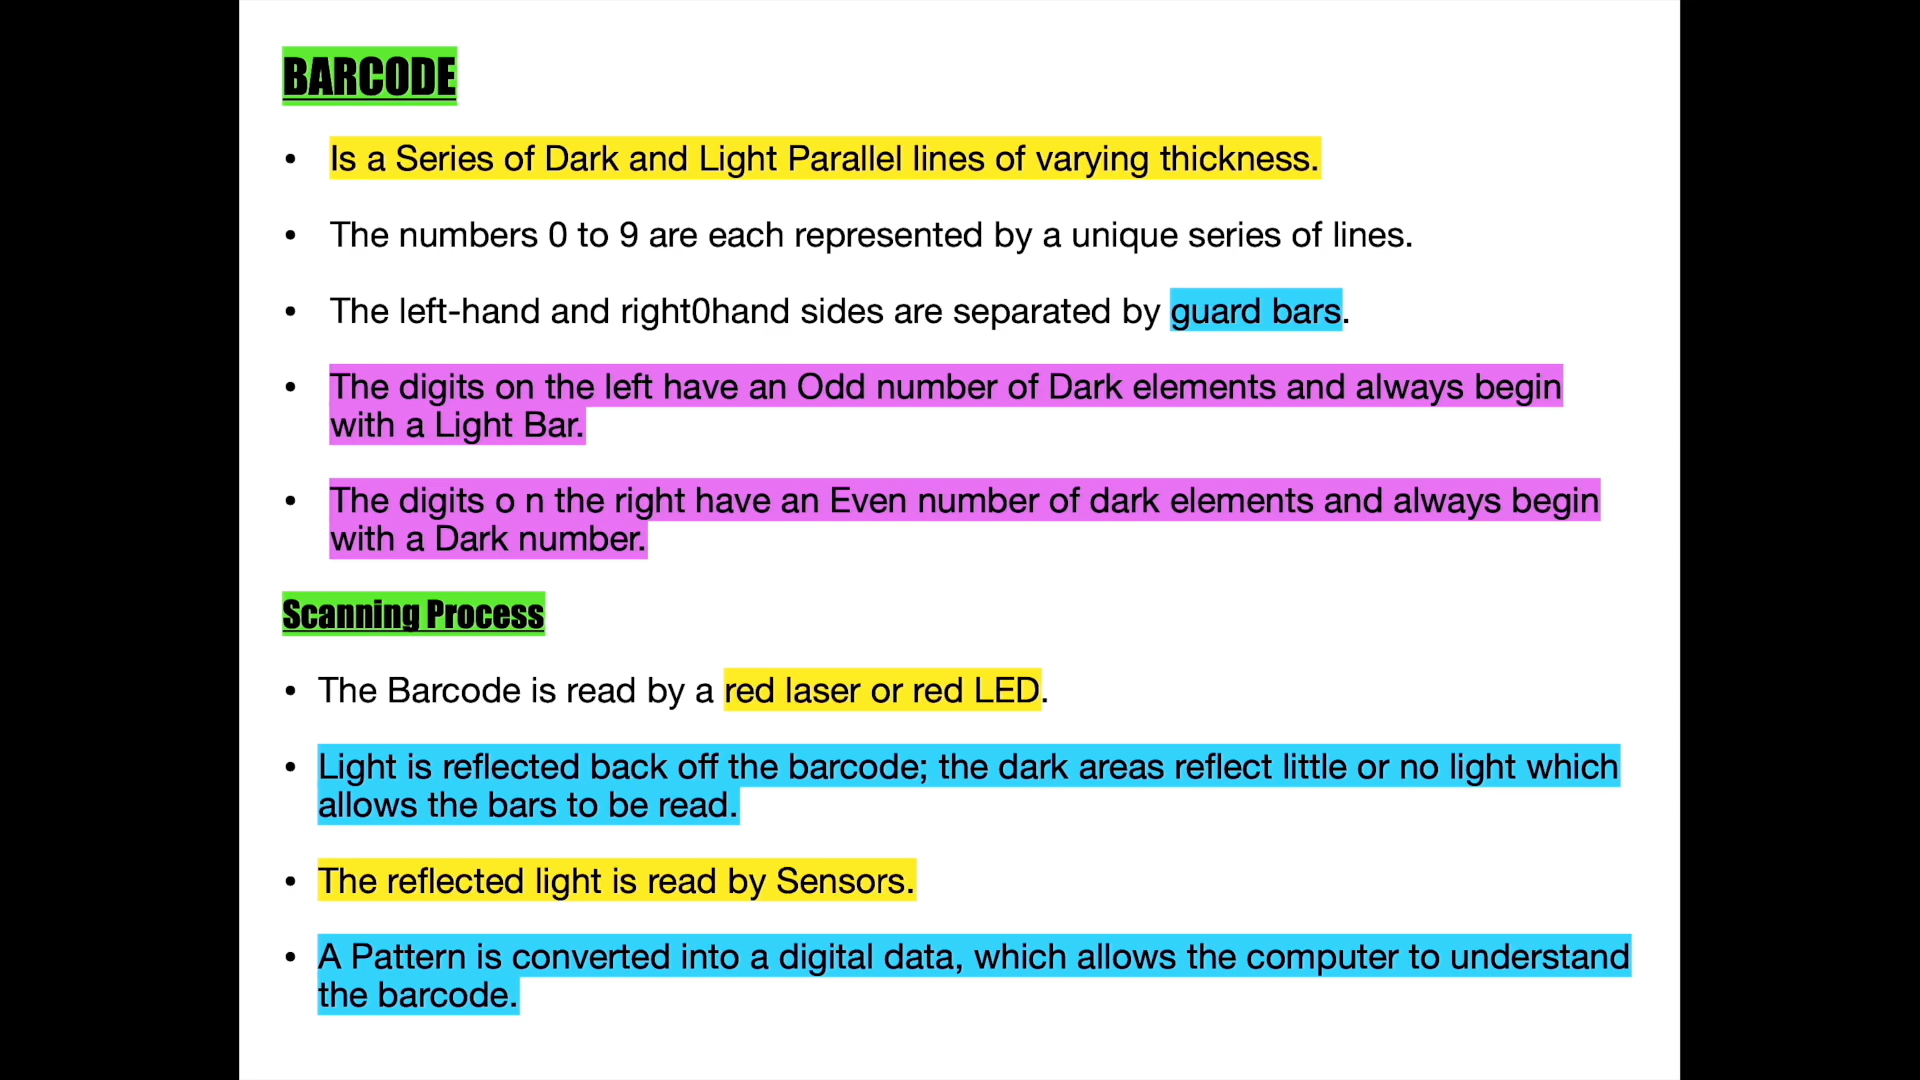 BARCODE
• Is a Series of Dark and Light Parallel lines of varying thickness.
• The numbers 0 to 9 are each represented by a unique series of lines.
• The left-hand and right0hand sides are separated by guard bars.
• The digits on the left have an Odd number of Dark elements and always begin
with a Light Bar.
• The digits o n the right have an Even number of dark elements and always begin
with a Dark number.
Scanning Process
• The Barcode is read by a red laser or red LED.
• Light is reflected back off the barcode; the dark areas reflect little or no light which
allows the bars to be read.
• The reflected light is read by Sensors.
• A Pattern is converted into a digital data, which allows the computer to understand
the barcode.